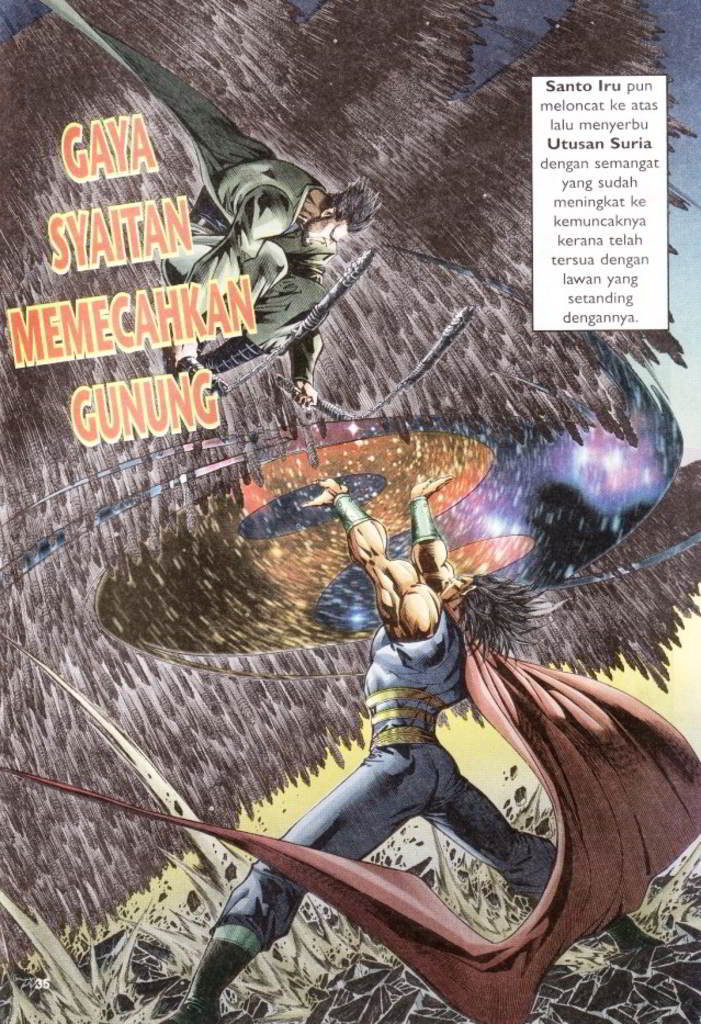 GAYA
SYAITAN
MEMECAHKAN
GUNUNG
Santo Iru pun
meloncat ke atas
lalu menyerbu
Utusan Suria
dengan semangat
yang sudah
meningkat ke
kemuncaknya
kerana telah
tersua dengan
lawan yang
setanding
dengannya.
35